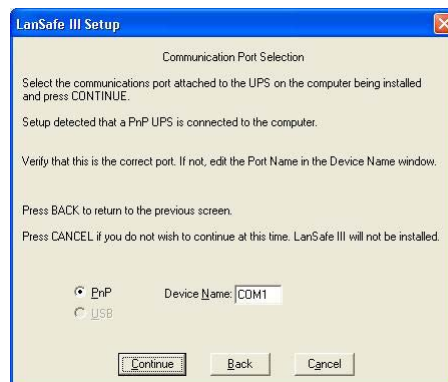 LanSafe III Setup
Communication Port Selection
Select the communications port attached to the UPS on the computer being installed
and press CONTINUE.
Setup detected that a PnP UPS is connected to the computer.
Verify that this is the correct port. If not, edit the Port Name in the Device Name window.
Press BACK to return to the previous screen.
Press CANCEL if you do not wish to continue at this time. LanSafe III will not be installed.
PnP Device Name: COM1
USB
Continue Back Cancel